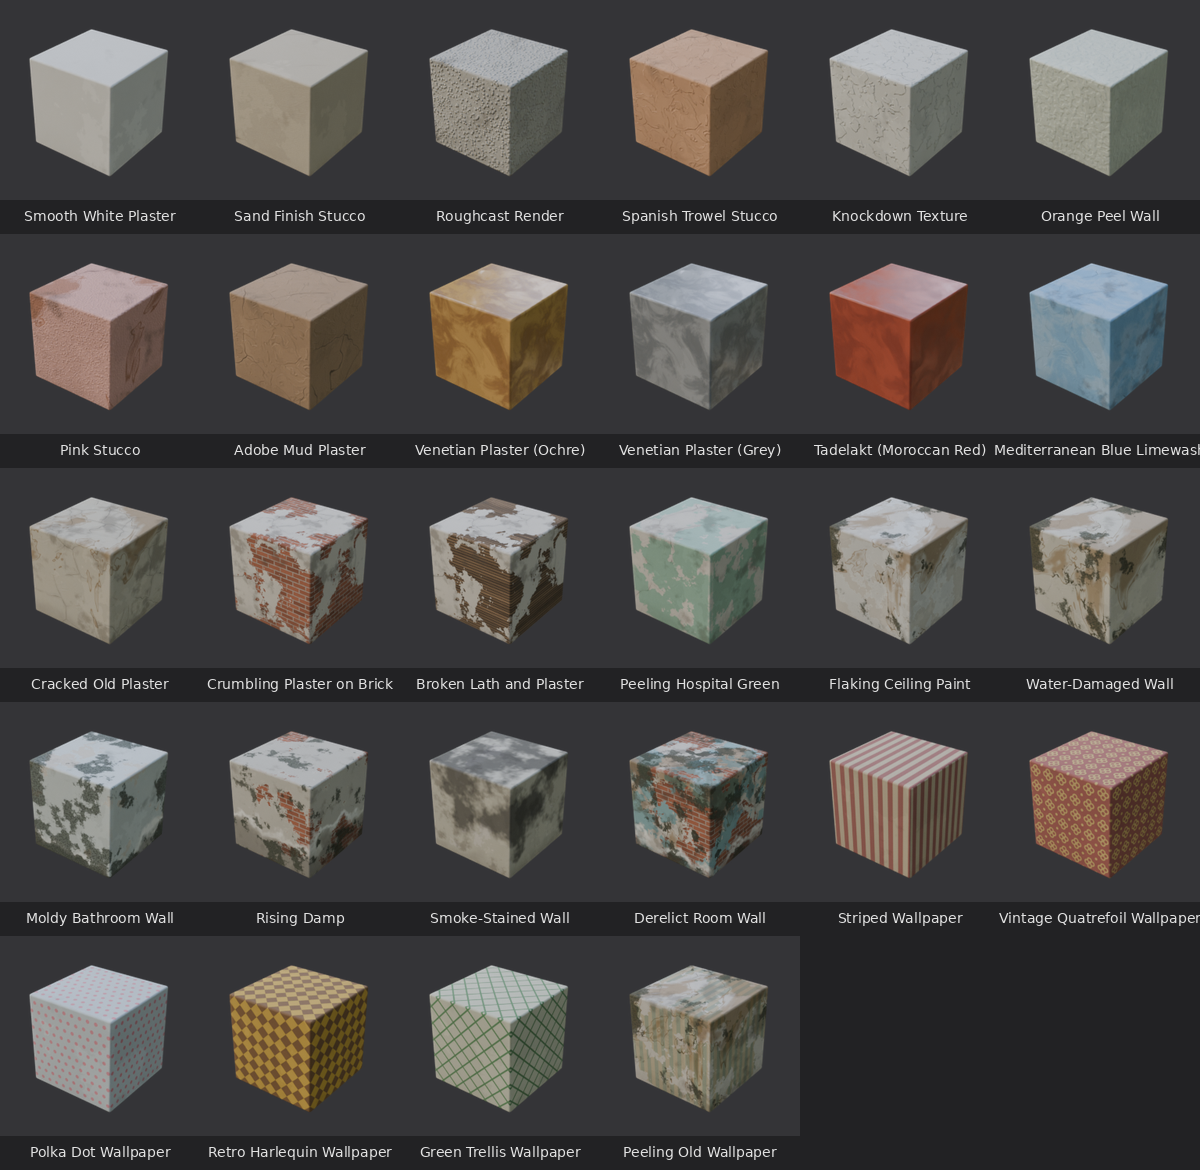 Smooth White Plaster
Sand Finish Stucco
Roughcast Render
Spanish Trowel Stucco
Knockdown Texture
Orange Peel Wall
Pink Stucco
Adobe Mud Plaster
Venetian Plaster (Ochre)
Venetian Plaster (Grey)
Tadelakt (Moroccan Red)
Mediterranean Blue Limewash
Cracked Old Plaster
Crumbling Plaster on Brick
Broken Lath and Plaster
Peeling Hospital Green
Flaking Ceiling Paint
Water-Damaged Wall
Moldy Bathroom Wall
Rising Damp
Smoke-Stained Wall
Derelict Room Wall
Striped Wallpaper
Vintage Quatrefoil Wallpaper
Polka Dot Wallpaper
Retro Harlequin Wallpaper
Green Trellis Wallpaper
Peeling Old Wallpaper